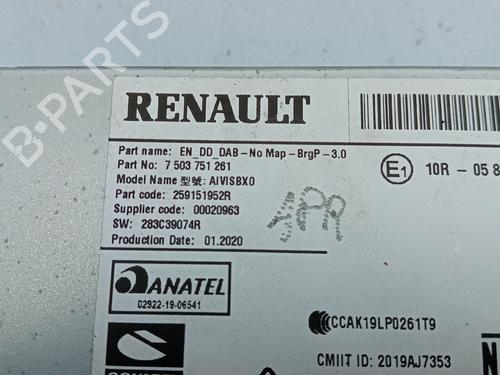 RENAULT
Part name: EN_DD_DAB-No Map-BrgP-3.0
Part No: 7 503 751 261
Model Name 型號: AIVISBX0
Part code: 259151952R
Supplier code: 00020963
SW: 283C39074R
Production Date: 01.2020
E1 10R - 05 8
APR
ANATEL
02922-19-06541
CCAK19LP0261T9
CMIIT ID: 2019AJ7353
B-PARTS